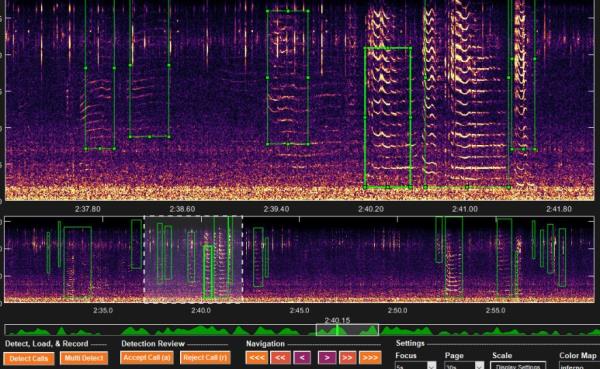 2:37.80 2:38.60 2:39.40 2:40.20 2:41.00 2:41.80
2:35.0 2:40.0 2:45.0 2:50.0 2:55.0
2:40.15
Detect, Load, & Record Detection Review Navigation Settings
Focus Page Scale Color Map
Detect Calls Multi Detect Accept Call (a) Reject Call (r) <<< << < > >> >>>
5s 30s Display Settings inferno